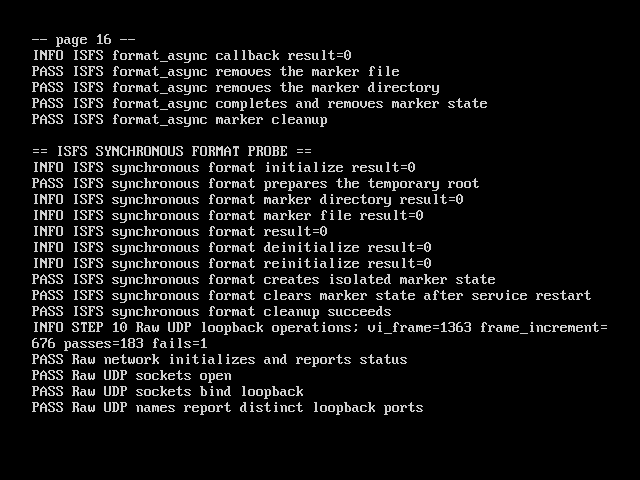 -- page 16 --
INFO ISFS format_async callback result=0
PASS ISFS format_async removes the marker file
PASS ISFS format_async removes the marker directory
PASS ISFS format_async completes and removes marker state
PASS ISFS format_async marker cleanup
== ISFS SYNCHRONOUS FORMAT PROBE ==
INFO ISFS synchronous format initialize result=0
PASS ISFS synchronous format prepares the temporary root
INFO ISFS synchronous format marker directory result=0
INFO ISFS synchronous format marker file result=0
INFO ISFS synchronous format result=0
INFO ISFS synchronous format deinitialize result=0
INFO ISFS synchronous format reinitialize result=0
PASS ISFS synchronous format creates isolated marker state
PASS ISFS synchronous format clears marker state after service restart
PASS ISFS synchronous format cleanup succeeds
INFO STEP 10 Raw UDP loopback operations; vi_frame=1363 frame_increment=
676 passes=183 fails=1
PASS Raw network initializes and reports status
PASS Raw UDP sockets open
PASS Raw UDP sockets bind loopback
PASS Raw UDP names report distinct loopback ports